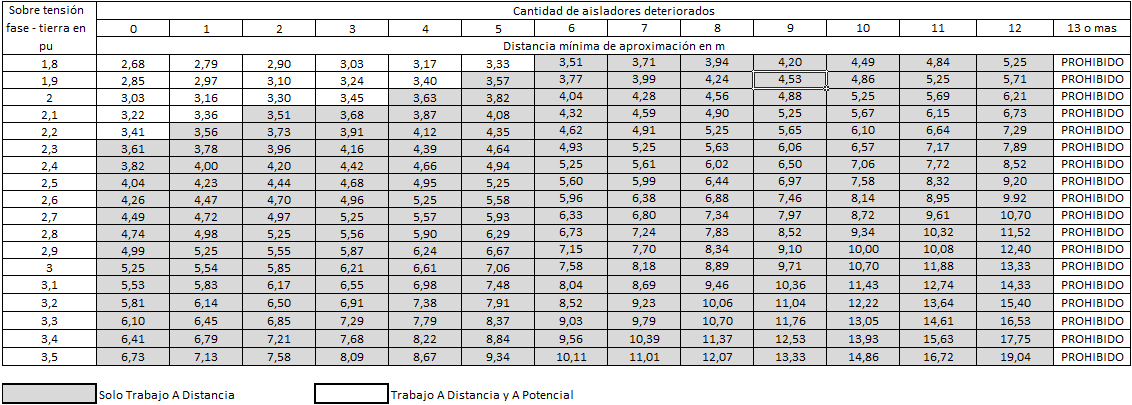 Sobre tensión fase - tierra en pu | Cantidad de aisladores deteriorados
0 | 1 | 2 | 3 | 4 | 5 | 6 | 7 | 8 | 9 | 10 | 11 | 12 | 13 o mas
Distancia mínima de aproximación en m
1,8 | 2,68 | 2,79 | 2,90 | 3,03 | 3,17 | 3,33 | 3,51 | 3,71 | 3,94 | 4,20 | 4,49 | 4,84 | 5,25 | PROHIBIDO
1,9 | 2,85 | 2,97 | 3,10 | 3,24 | 3,40 | 3,57 | 3,77 | 3,99 | 4,24 | 4,53 | 4,86 | 5,25 | 5,71 | PROHIBIDO
2 | 3,03 | 3,16 | 3,30 | 3,45 | 3,63 | 3,82 | 4,04 | 4,28 | 4,56 | 4,88 | 5,25 | 5,69 | 6,21 | PROHIBIDO
2,1 | 3,22 | 3,36 | 3,51 | 3,68 | 3,87 | 4,08 | 4,32 | 4,59 | 4,90 | 5,25 | 5,67 | 6,15 | 6,73 | PROHIBIDO
2,2 | 3,41 | 3,56 | 3,73 | 3,91 | 4,12 | 4,35 | 4,62 | 4,91 | 5,25 | 5,65 | 6,10 | 6,64 | 7,29 | PROHIBIDO
2,3 | 3,61 | 3,78 | 3,96 | 4,16 | 4,39 | 4,64 | 4,93 | 5,25 | 5,63 | 6,06 | 6,57 | 7,17 | 7,89 | PROHIBIDO
2,4 | 3,82 | 4,00 | 4,20 | 4,42 | 4,66 | 4,94 | 5,25 | 5,61 | 6,02 | 6,50 | 7,06 | 7,72 | 8,52 | PROHIBIDO
2,5 | 4,04 | 4,23 | 4,44 | 4,68 | 4,95 | 5,25 | 5,60 | 5,99 | 6,44 | 6,97 | 7,58 | 8,32 | 9,20 | PROHIBIDO
2,6 | 4,26 | 4,47 | 4,70 | 4,96 | 5,25 | 5,58 | 5,96 | 6,38 | 6,88 | 7,46 | 8,14 | 8,95 | 9.92 | PROHIBIDO
2,7 | 4,49 | 4,72 | 4,97 | 5,25 | 5,57 | 5,93 | 6,33 | 6,80 | 7,34 | 7,97 | 8,72 | 9,61 | 10,70 | PROHIBIDO
2,8 | 4,74 | 4,98 | 5,25 | 5,56 | 5,90 | 6,29 | 6,73 | 7,24 | 7,83 | 8,52 | 9,34 | 10,32 | 11,52 | PROHIBIDO
2,9 | 4,99 | 5,25 | 5,55 | 5,87 | 6,24 | 6,67 | 7,15 | 7,70 | 8,34 | 9,10 | 10,00 | 10,08 | 12,40 | PROHIBIDO
3 | 5,25 | 5,54 | 5,85 | 6,21 | 6,61 | 7,06 | 7,58 | 8,18 | 8,89 | 9,71 | 10,70 | 11,88 | 13,33 | PROHIBIDO
3,1 | 5,53 | 5,83 | 6,17 | 6,55 | 6,98 | 7,48 | 8,04 | 8,69 | 9,46 | 10,36 | 11,43 | 12,74 | 14,33 | PROHIBIDO
3,2 | 5,81 | 6,14 | 6,50 | 6,91 | 7,38 | 7,91 | 8,52 | 9,23 | 10,06 | 11,04 | 12,22 | 13,64 | 15,40 | PROHIBIDO
3,3 | 6,10 | 6,45 | 6,85 | 7,29 | 7,79 | 8,37 | 9,03 | 9,79 | 10,70 | 11,76 | 13,05 | 14,61 | 16,53 | PROHIBIDO
3,4 | 6,41 | 6,79 | 7,21 | 7,68 | 8,22 | 8,84 | 9,56 | 10,39 | 11,37 | 12,53 | 13,93 | 15,63 | 17,75 | PROHIBIDO
3,5 | 6,73 | 7,13 | 7,58 | 8,09 | 8,67 | 9,34 | 10,11 | 11,01 | 12,07 | 13,33 | 14,86 | 16,72 | 19,04 | PROHIBIDO
Solo Trabajo A Distancia | Trabajo A Distancia y A Potencial